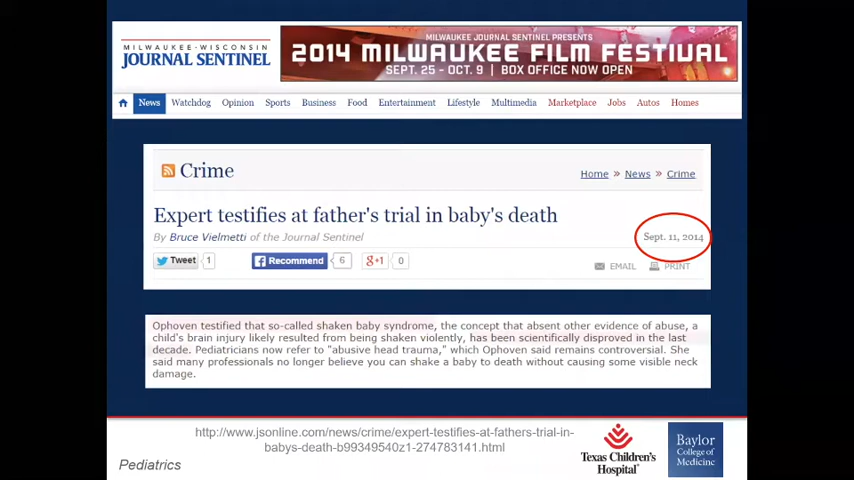 MILWAUKEE-WISCONSIN
JOURNAL SENTINEL
MILWAUKEE JOURNAL SENTINEL PRESENTS
2014 MILWAUKEE FILM FESTIVAL
SEPT. 25 - OCT. 9 | BOX OFFICE NOW OPEN
News Watchdog Opinion Sports Business Food Entertainment Lifestyle Multimedia Marketplace Jobs Autos Homes
Crime
Home » News » Crime
Expert testifies at father's trial in baby's death
By Bruce Vielmetti of the Journal Sentinel
Sept. 11, 2014
Tweet 1 Recommend 6 g+1 0
EMAIL PRINT
Ophoven testified that so-called shaken baby syndrome, the concept that absent other evidence of abuse, a
child's brain injury likely resulted from being shaken violently, has been scientifically disproved in the last
decade. Pediatricians now refer to "abusive head trauma," which Ophoven said remains controversial. She
said many professionals no longer believe you can shake a baby to death without causing some visible neck
damage.
http://www.jsonline.com/news/crime/expert-testifies-at-fathers-trial-in-
babys-death-b99349540z1-274783141.html
Pediatrics
Texas Children's
Hospital
Baylor
College of
Medicine